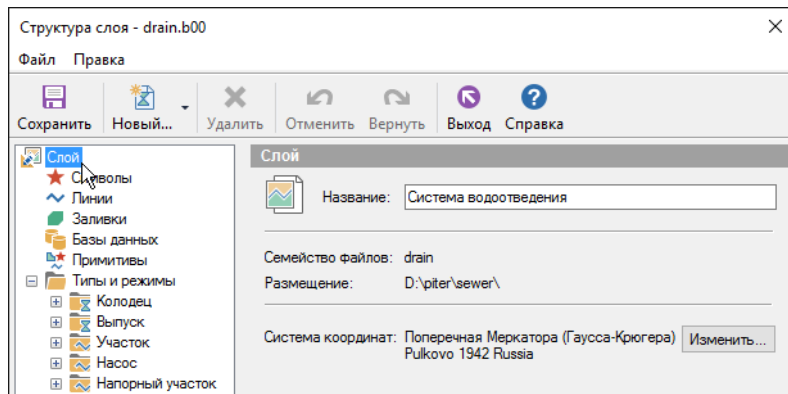 Структура слоя - drain.b00
Файл Правка
Сохранить Новый... Удалить Отменить Вернуть Выход Справка
Слой
Символы
Линии
Заливки
Базы данных
Примитивы
Типы и режимы
Колодец
Выпуск
Участок
Насос
Напорный участок
Слой
Название: Система водоотведения
Семейство файлов: drain
Размещение: D:\piter\sewer\
Система координат: Поперечная Меркатора (Гаусса-Крюгера) Изменить...
Pulkovo 1942 Russia